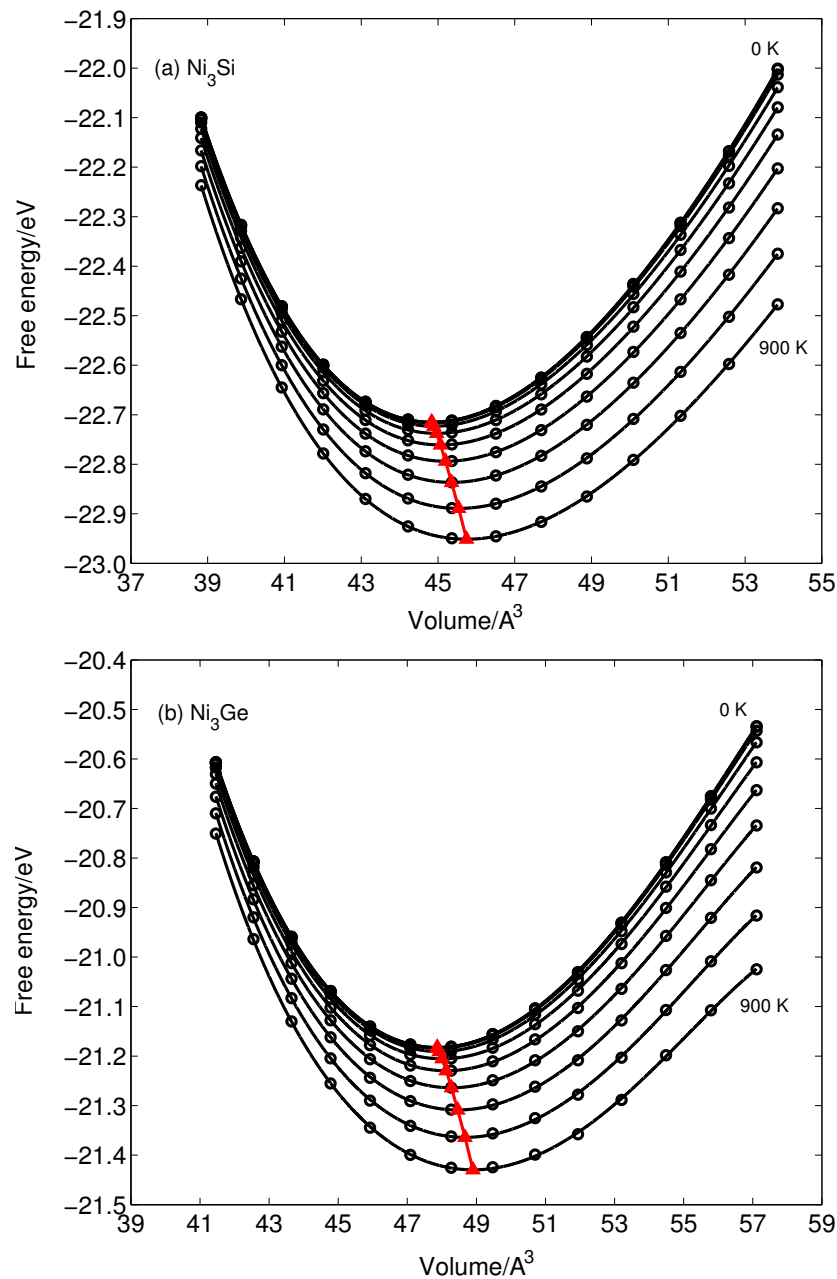 −21.9
−22.0
−22.1
−22.2
−22.3
−22.4
−22.5
−22.6
−22.7
−22.8
−22.9
−23.0
Free energy/eV
(a) Ni₃Si
0 K
900 K
37 39 41 43 45 47 49 51 53 55
Volume/A³
−20.4
−20.5
−20.6
−20.7
−20.8
−20.9
−21.0
−21.1
−21.2
−21.3
−21.4
−21.5
Free energy/eV
(b) Ni₃Ge
0 K
900 K
39 41 43 45 47 49 51 53 55 57 59
Volume/A³